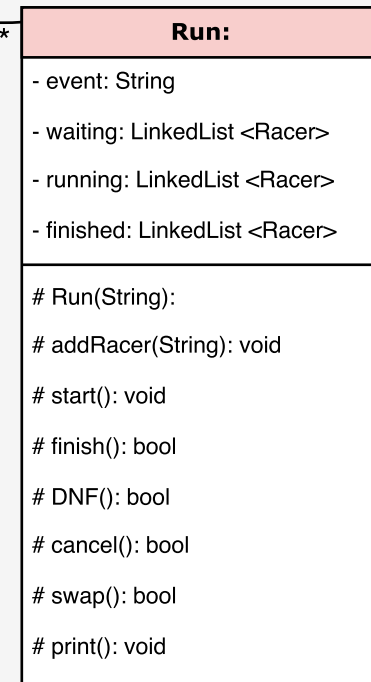 *
Run:
- event: String
- waiting: LinkedList <Racer>
- running: LinkedList <Racer>
- finished: LinkedList <Racer>
# Run(String):
# addRacer(String): void
# start(): void
# finish(): bool
# DNF(): bool
# cancel(): bool
# swap(): bool
# print(): void